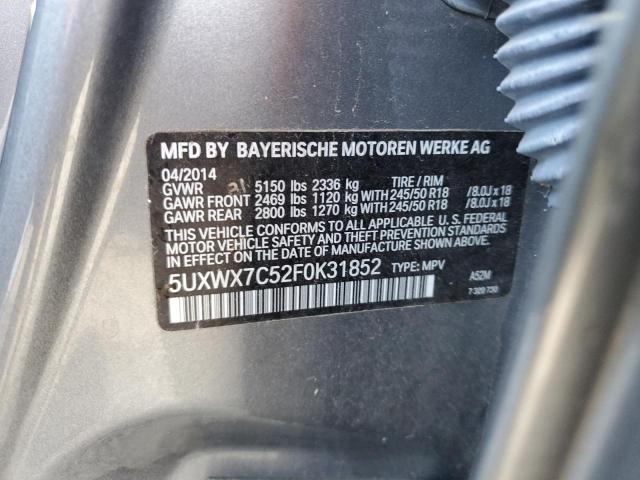 MFD BY BAYERISCHE MOTOREN WERKE AG
04/2014
GVWR 5150 lbs 2336 kg TIRE / RIM
GAWR FRONT 2469 lbs 1120 kg WITH 245/50 R18 / 8.0J x 18
GAWR REAR 2800 lbs 1270 kg WITH 245/50 R18 / 8.0J x 18
THIS VEHICLE CONFORMS TO ALL APPLICABLE U. S. FEDERAL
MOTOR VEHICLE SAFETY AND THEFT PREVENTION STANDARDS
IN EFFECT ON THE DATE OF MANUFACTURE SHOWN ABOVE.
5UXWX7C52F0K31852 TYPE: MPV A52M
7 320 730